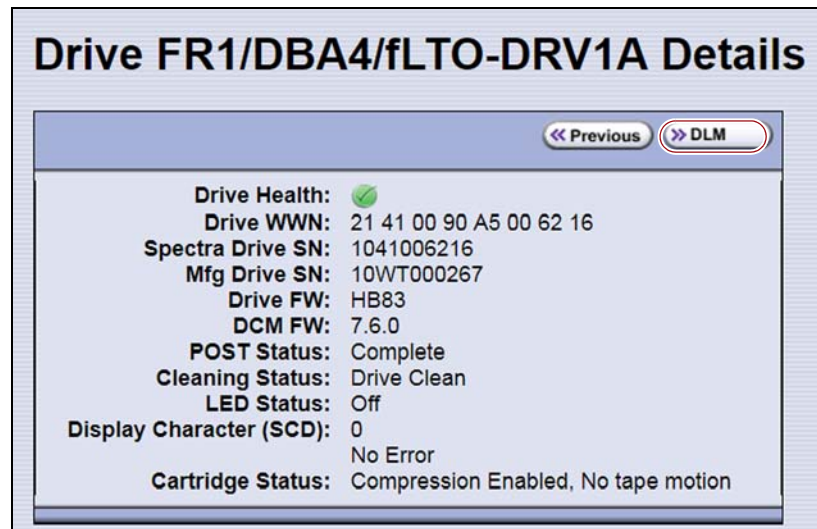 Drive FR1/DBA4/fLTO-DRV1A Details
Previous DLM
Drive Health:
Drive WWN: 21 41 00 90 A5 00 62 16
Spectra Drive SN: 1041006216
Mfg Drive SN: 10WT000267
Drive FW: HB83
DCM FW: 7.6.0
POST Status: Complete
Cleaning Status: Drive Clean
LED Status: Off
Display Character (SCD): 0
No Error
Cartridge Status: Compression Enabled, No tape motion